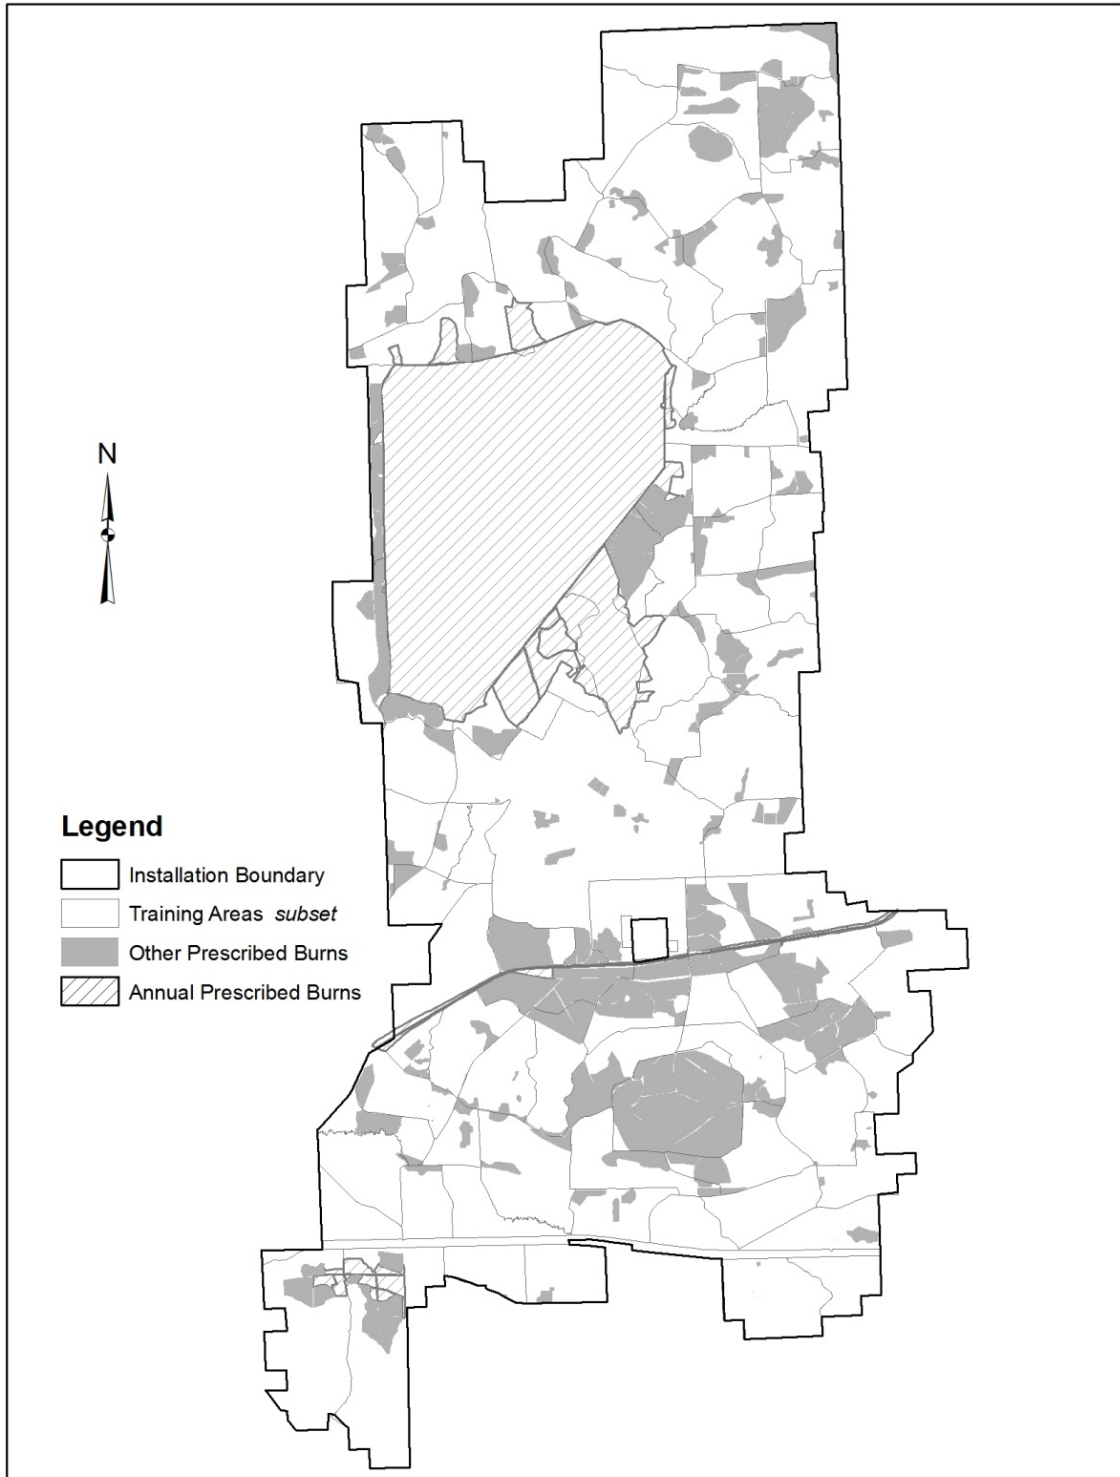 N
Legend
Installation Boundary
Training Areas subset
Other Prescribed Burns
Annual Prescribed Burns